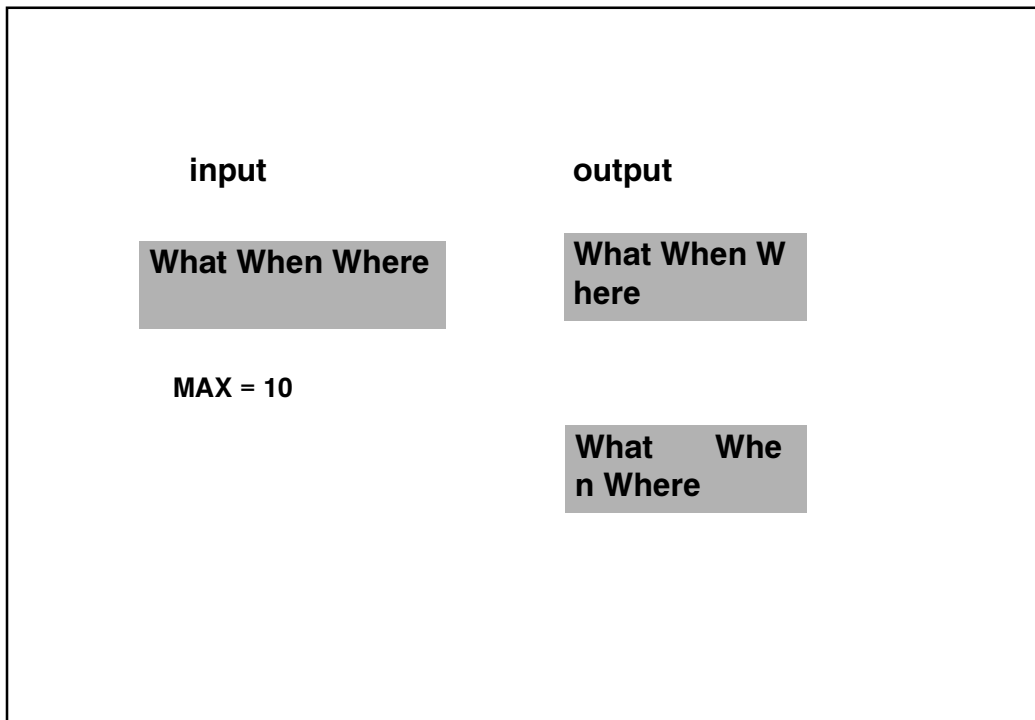 input
output
What When Where
What When W
here
MAX = 10
What Whe
n Where